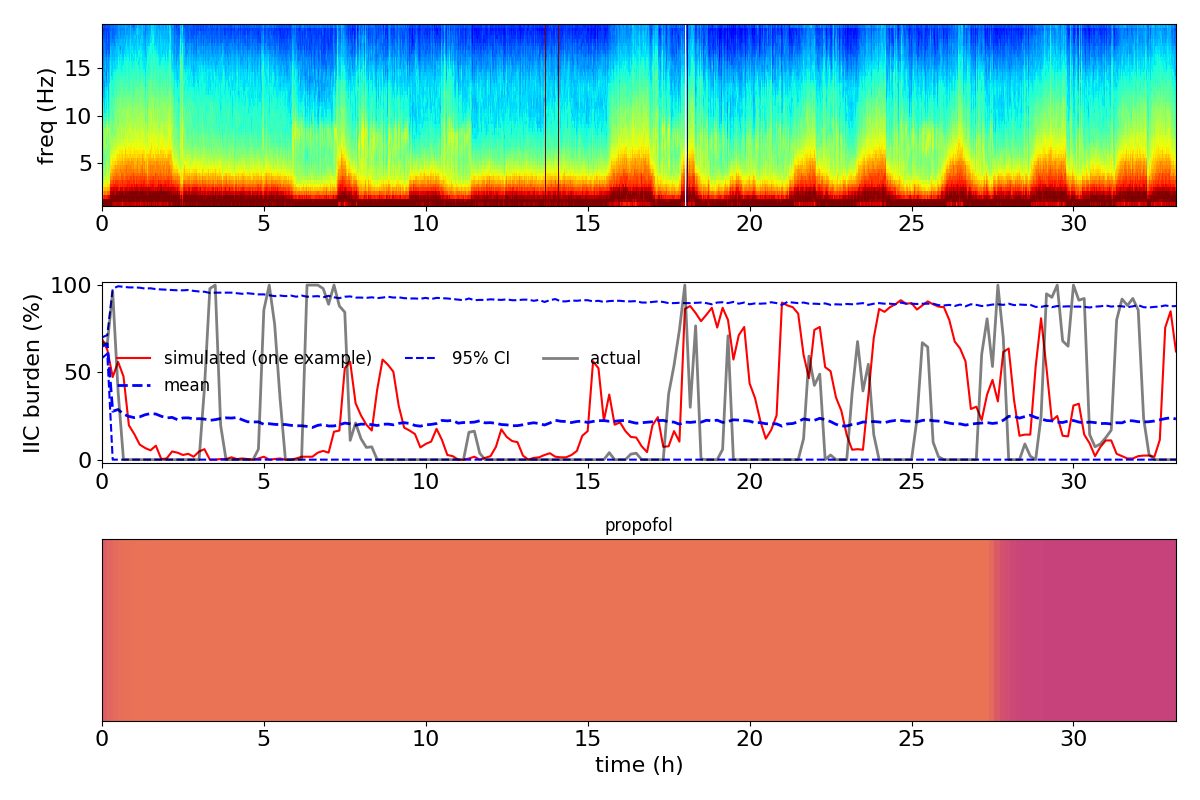 freq (Hz)
15
10
5
0 5 10 15 20 25 30
IIC burden (%)
100
50
0
simulated (one example) 95% CI actual
mean
0 5 10 15 20 25 30
propofol
0 5 10 15 20 25 30
time (h)